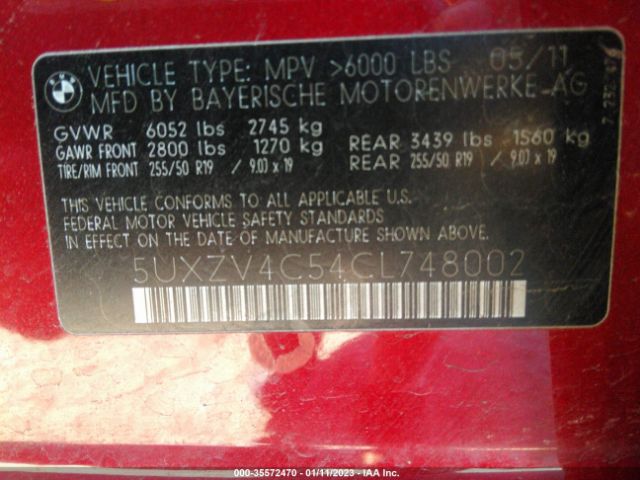 BMW
VEHICLE TYPE: MPV >6000 LBS 05/11
MFD BY BAYERISCHE MOTORENWERKE AG
GVWR 6052 lbs 2745 kg
GAWR FRONT 2800 lbs 1270 kg REAR 3439 lbs 1560 kg
TIRE/RIM FRONT 255/50 R19 / 9.0J x 19 REAR 255/50 R19 / 9.0J x 19
THIS VEHICLE CONFORMS TO ALL APPLICABLE U.S.
FEDERAL MOTOR VEHICLE SAFETY STANDARDS
IN EFFECT ON THE DATE OF MANUFACTURE SHOWN ABOVE.
5UXZV4C54CL748002
000-35572470 - 01/11/2023 - IAA Inc.